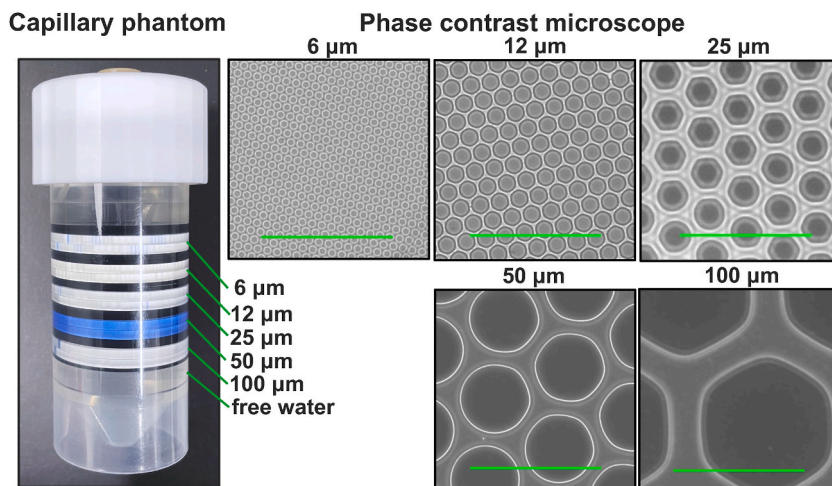 Capillary phantom
Phase contrast microscope
6 µm
12 µm
25 µm
6 µm
12 µm
25 µm
50 µm
100 µm
free water
50 µm
100 µm